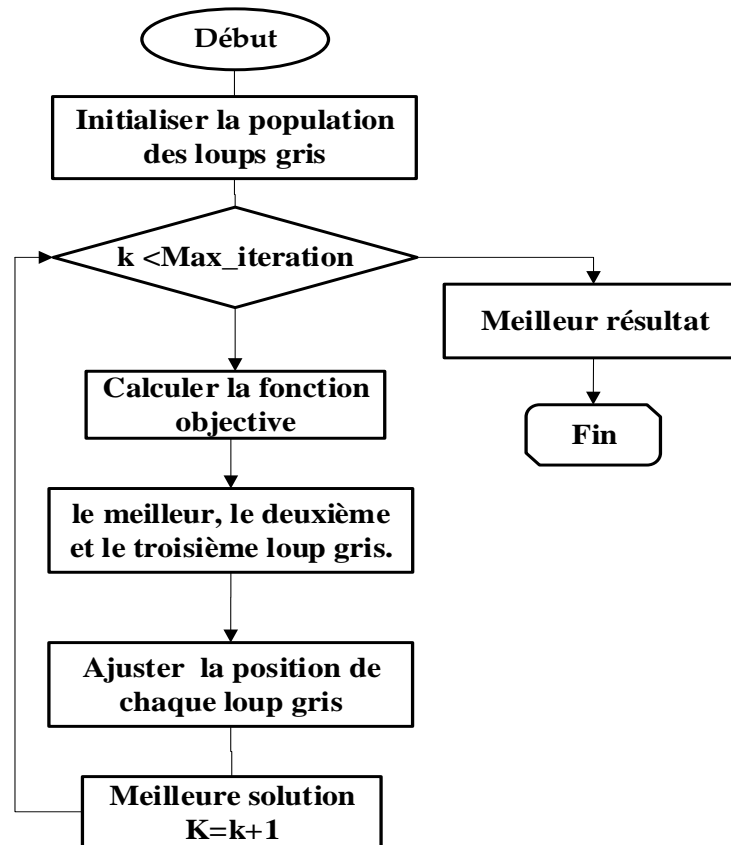 Début
Initialiser la population
des loups gris
k <Max_iteration
Meilleur résultat
Calculer la fonction
objective
Fin
le meilleur, le deuxième
et le troisième loup gris.
Ajuster la position de
chaque loup gris
Meilleure solution
K=k+1